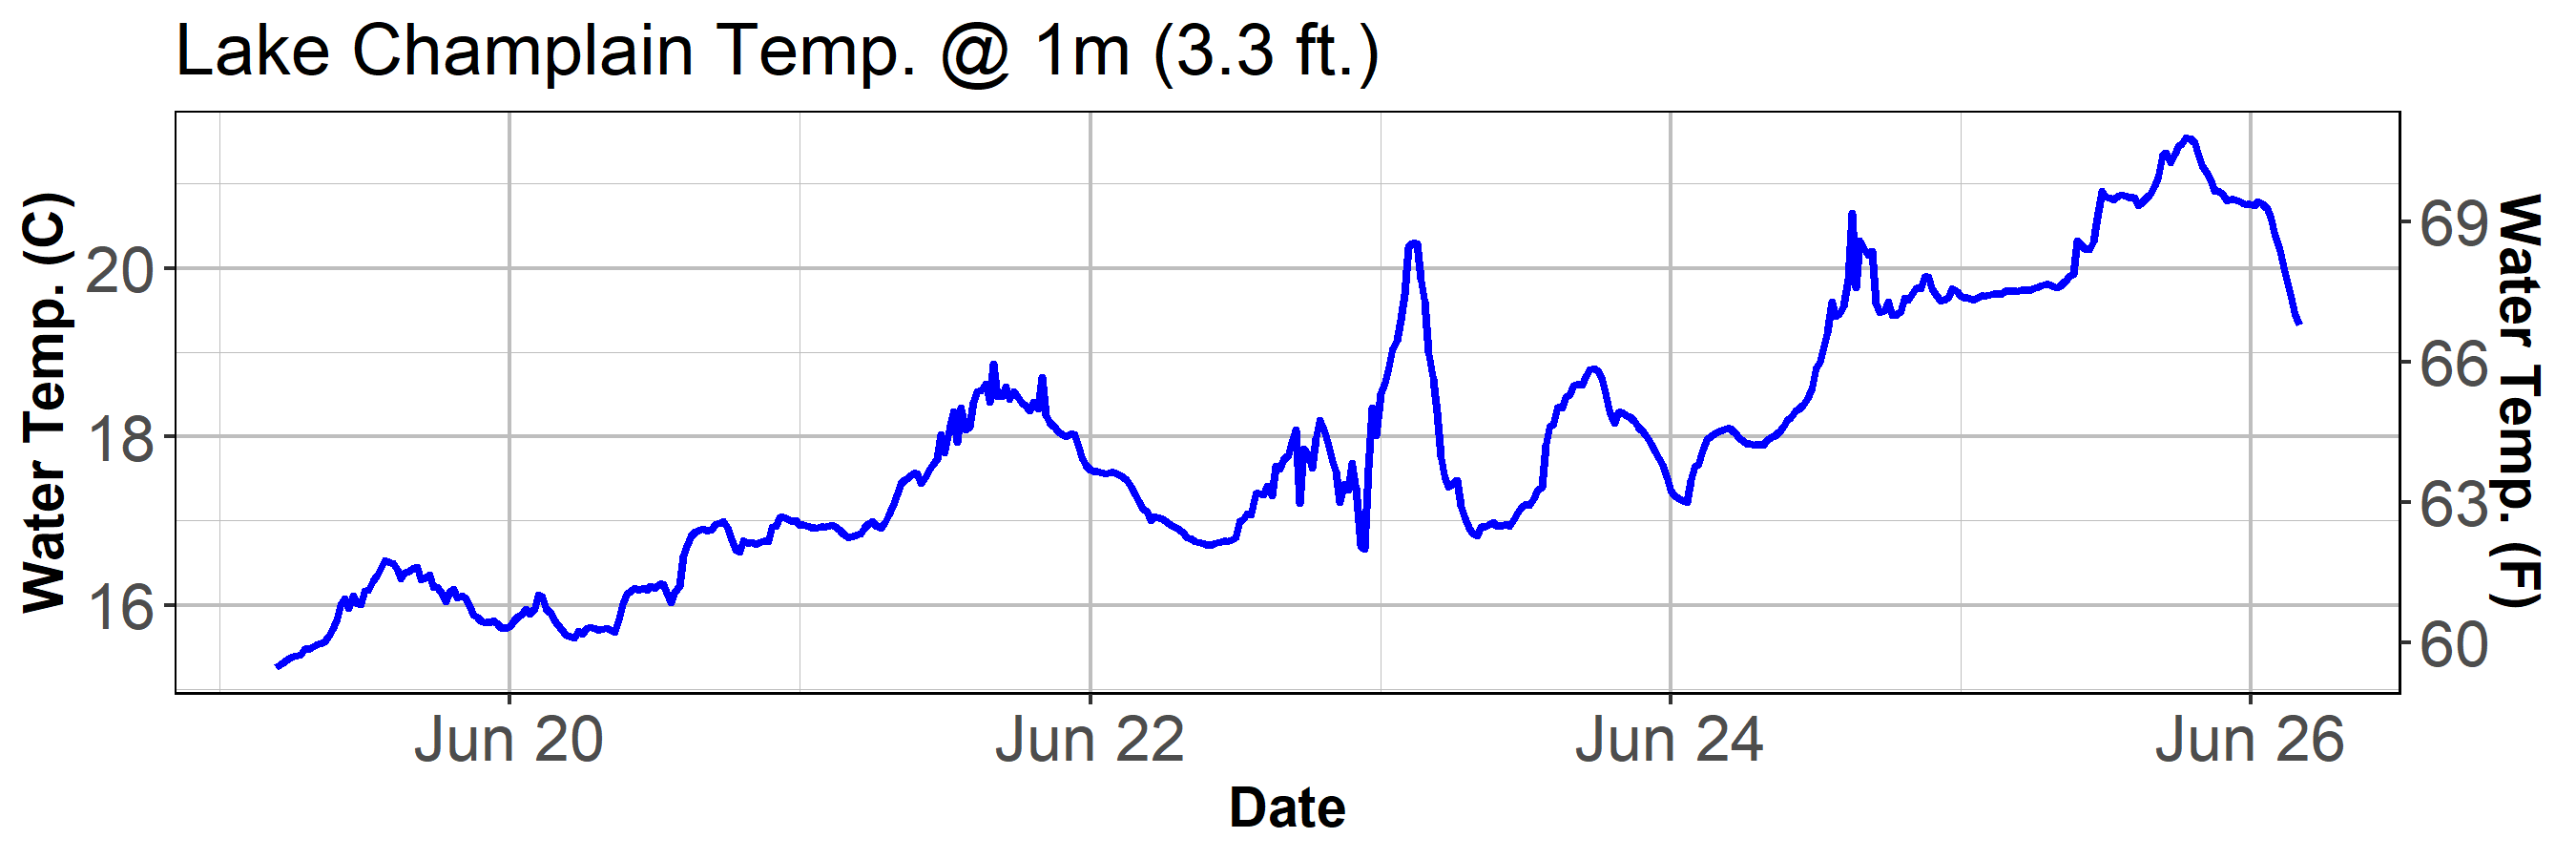 Lake Champlain Temp. @ 1m (3.3 ft.)
Water Temp. (C)
20
18
16
69
66
63
60
Water Temp. (F)
Jun 20 Jun 22 Jun 24 Jun 26
Date